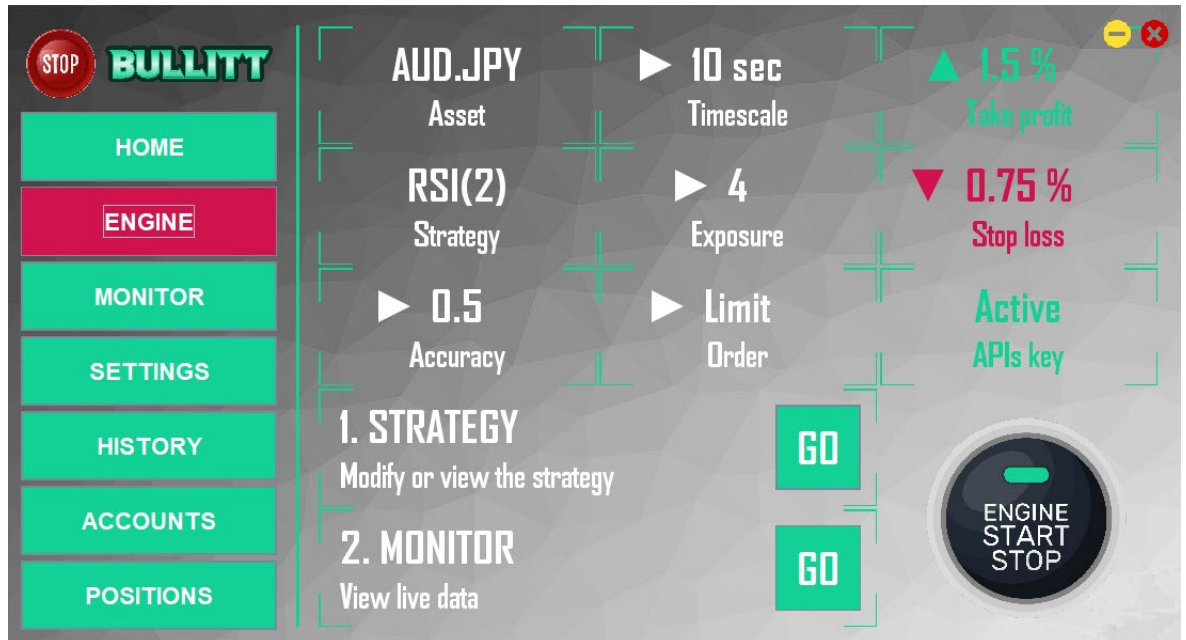 STOP BULLITT
HOME
ENGINE
MONITOR
SETTINGS
HISTORY
ACCOUNTS
POSITIONS
AUD.JPY
Asset
10 sec
Timescale
1.5 %
Take profit
RSI(2)
Strategy
4
Exposure
0.75 %
Stop loss
0.5
Accuracy
Limit
Order
Active
APIs key
1. STRATEGY
Modify or view the strategy
GO
2. MONITOR
View live data
GO
ENGINE
START
STOP